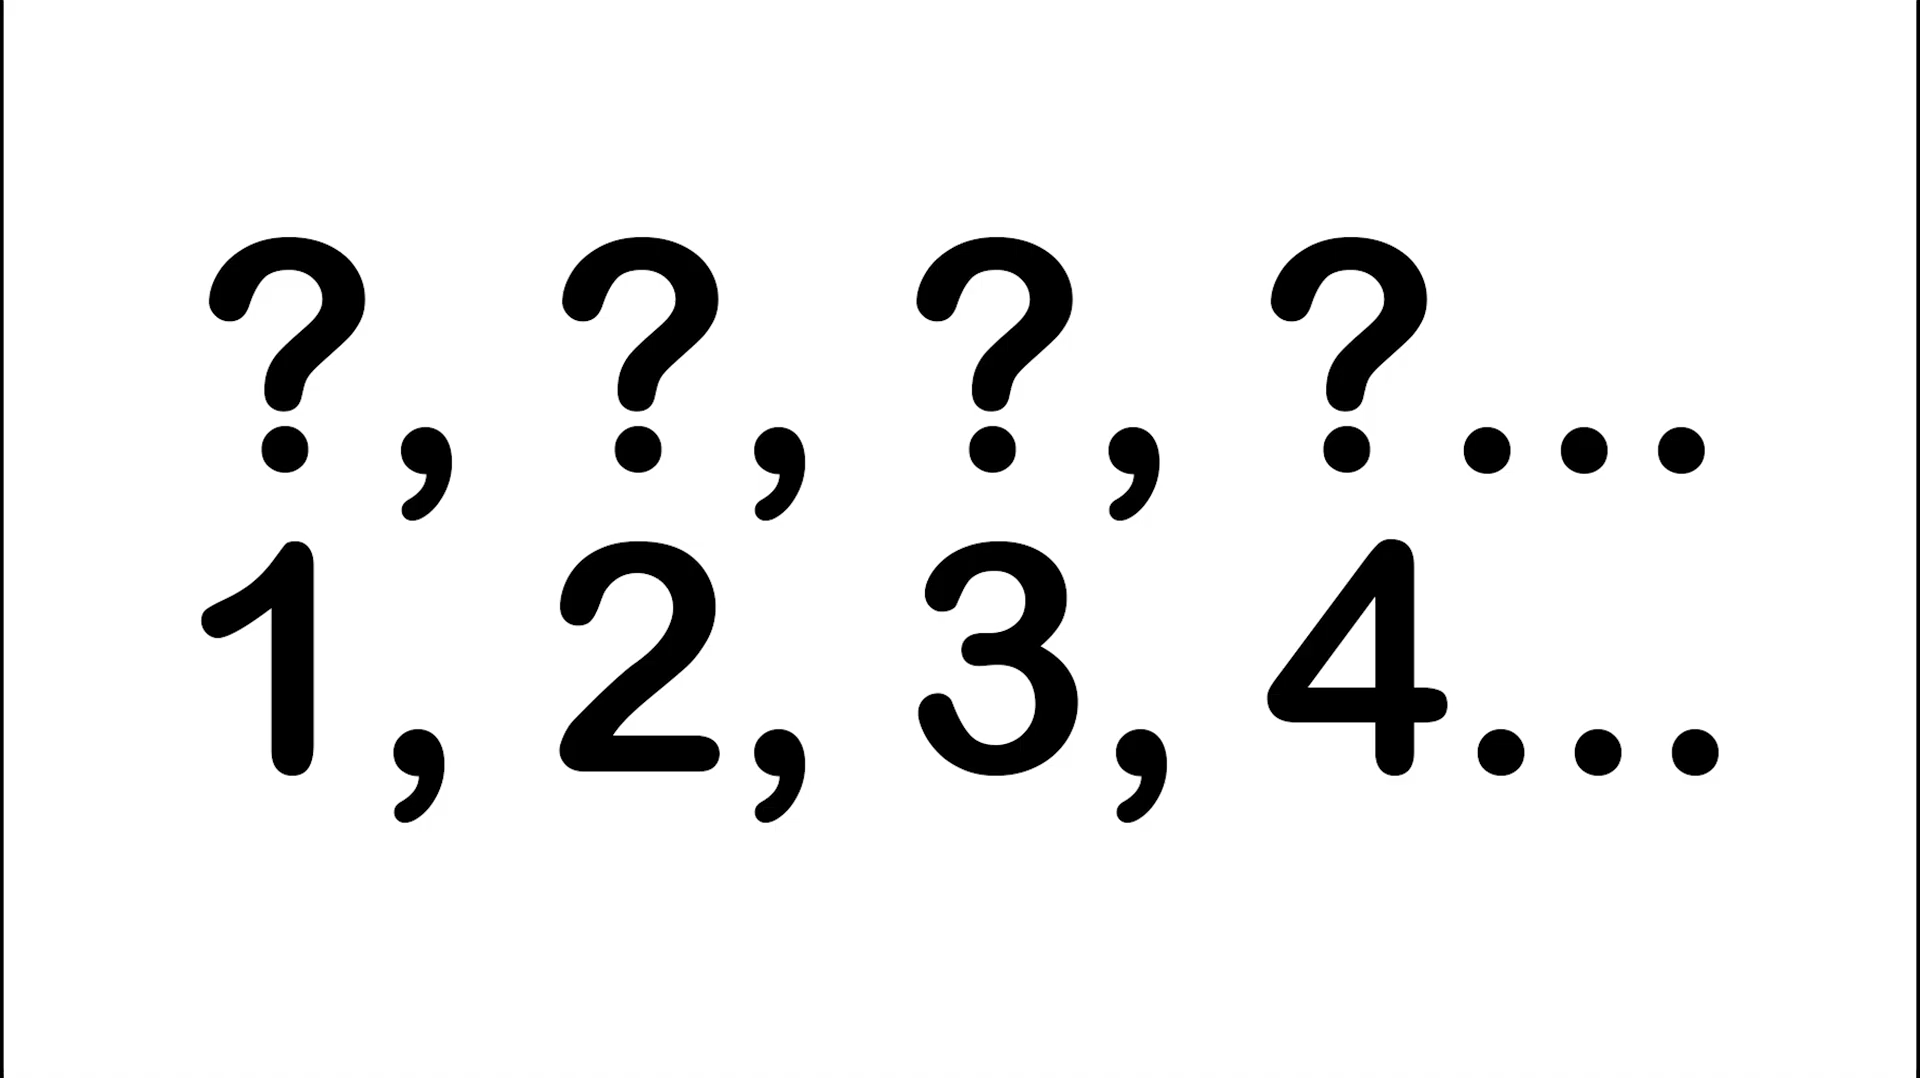 ?, ?, ?, ?...
1, 2, 3, 4...